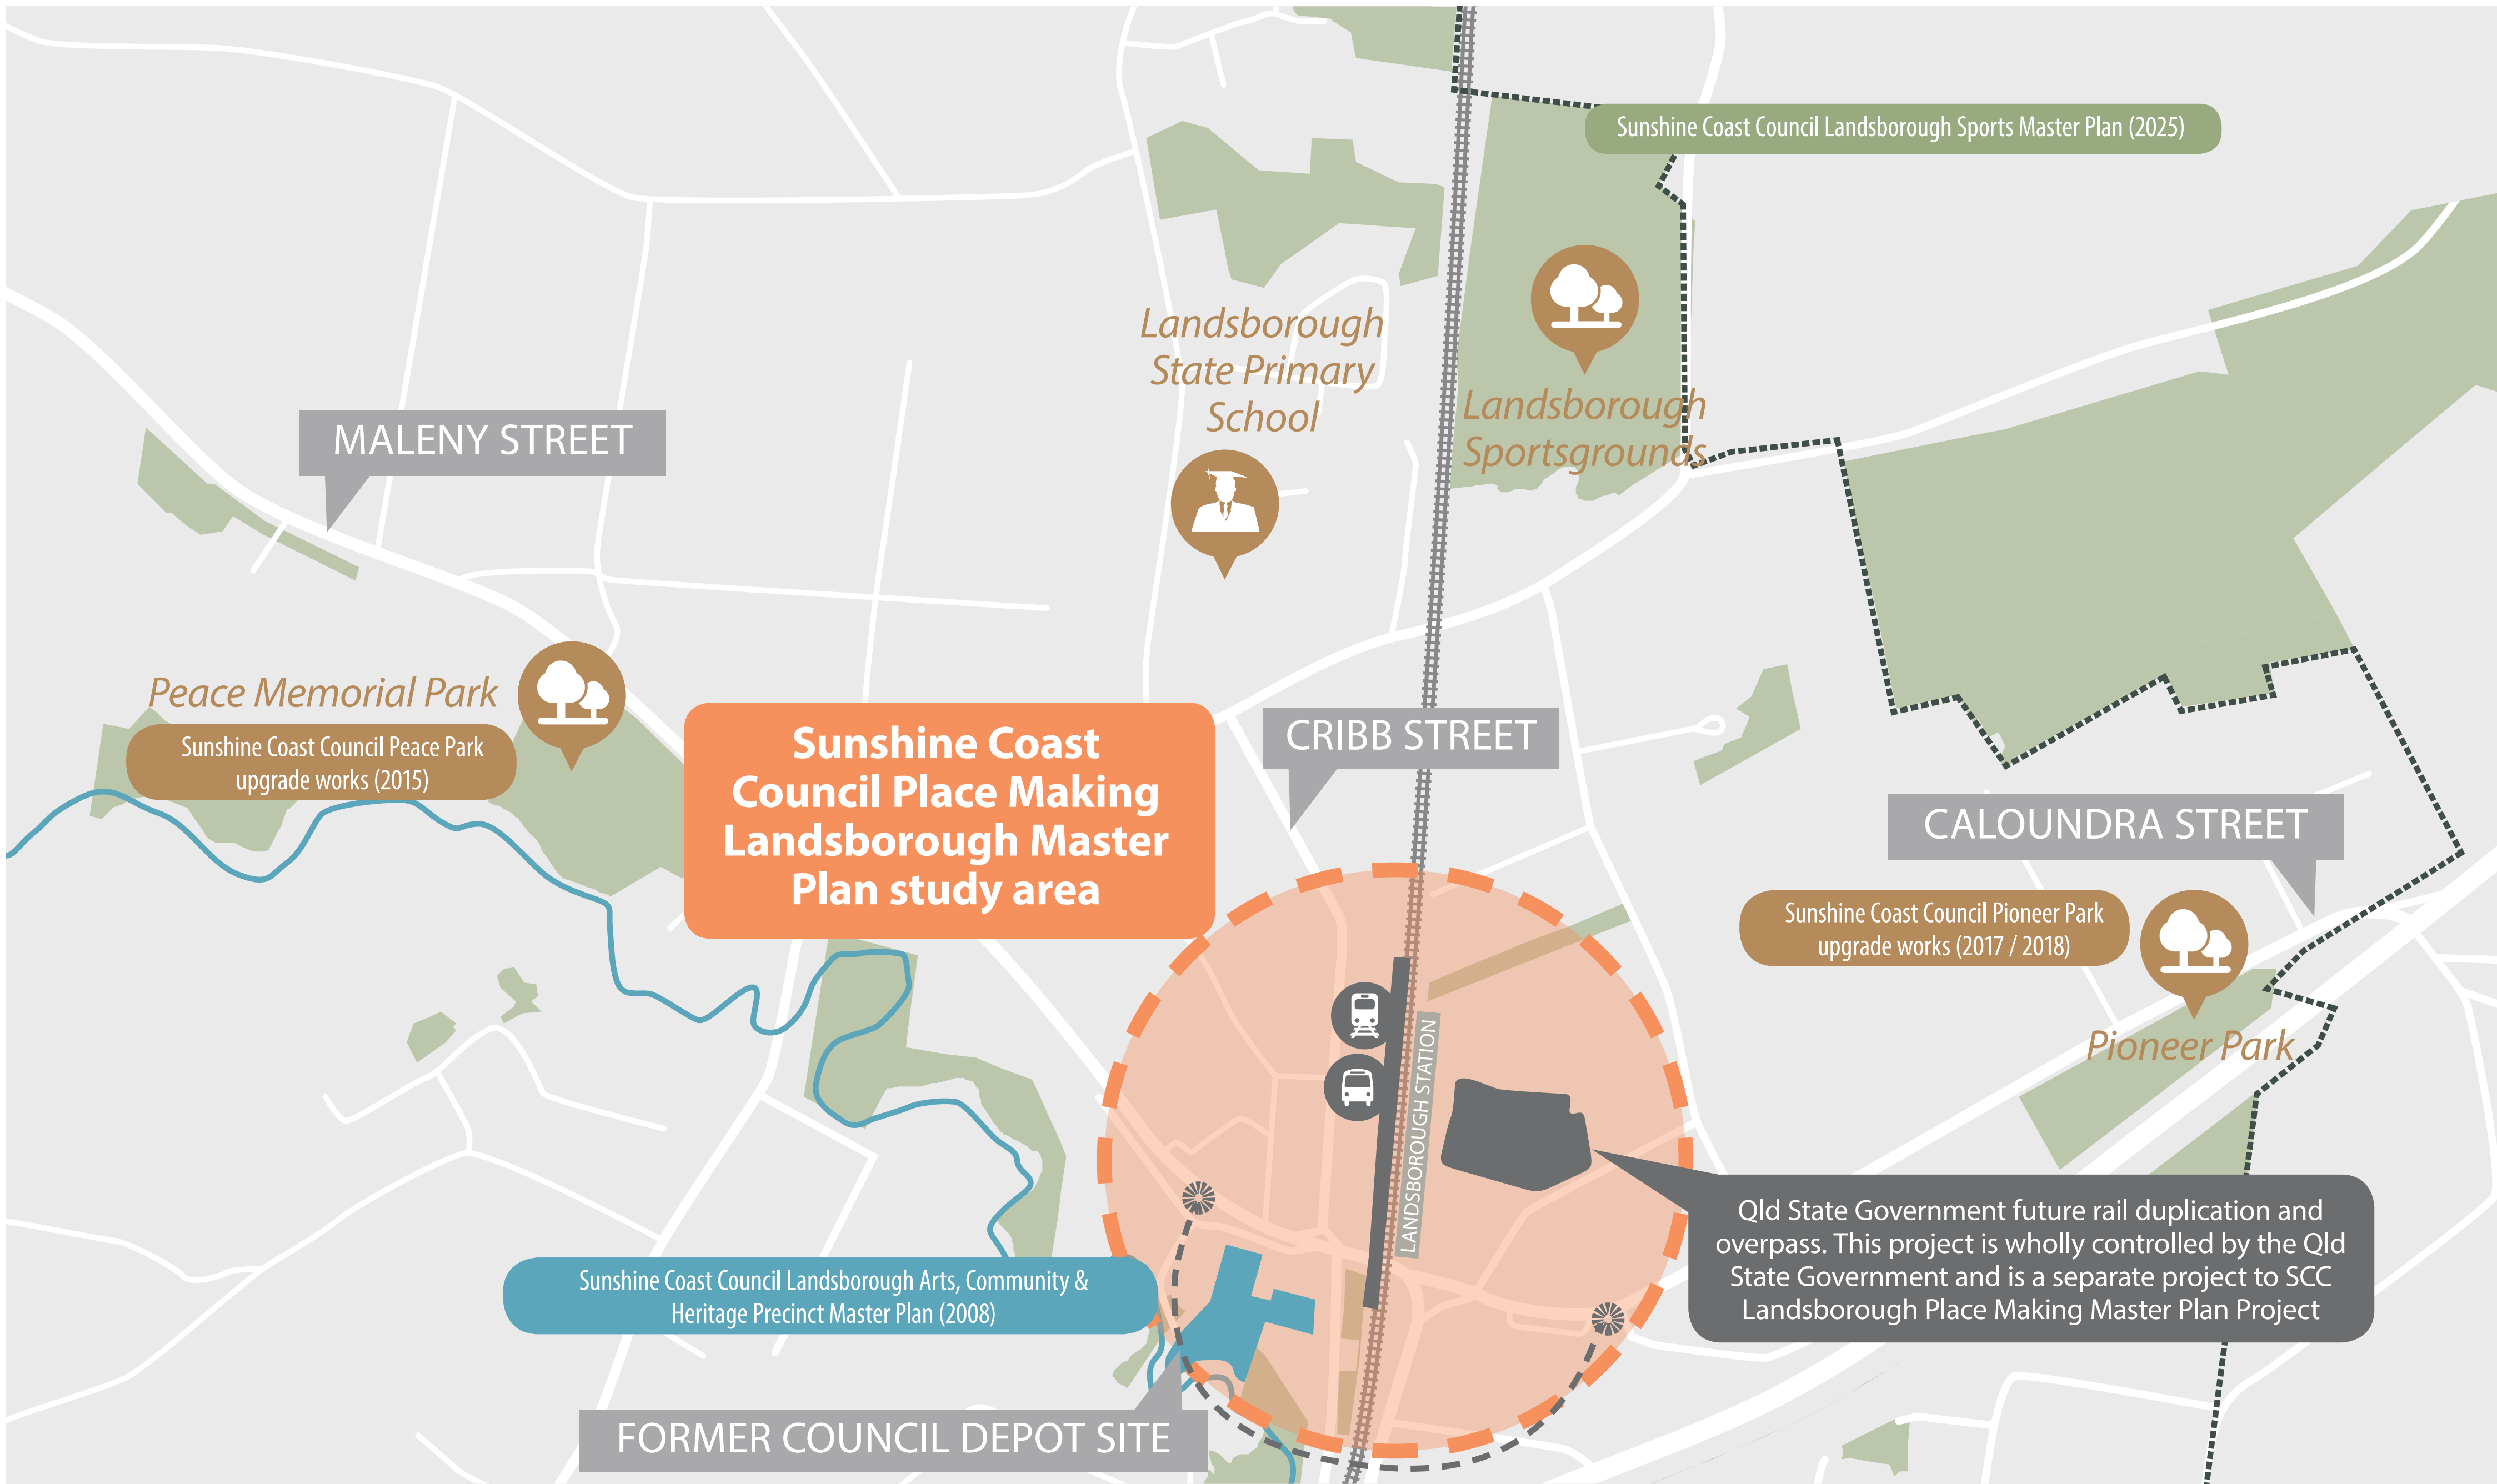 Sunshine Coast Council Landsborough Sports Master Plan (2025)
Landsborough
State Primary
School
Landsborough
Sportsgrounds
MALENY STREET
Peace Memorial Park
Sunshine Coast Council Peace Park
upgrade works (2015)
Sunshine Coast
Council Place Making
Landsborough Master
Plan study area
CRIBB STREET
CALOUNDRA STREET
Sunshine Coast Council Pioneer Park
upgrade works (2017 / 2018)
Pioneer Park
LANDSBOROUGH STATION
Qld State Government future rail duplication and
overpass. This project is wholly controlled by the Qld
State Government and is a separate project to SCC
Landsborough Place Making Master Plan Project
Sunshine Coast Council Landsborough Arts, Community &
Heritage Precinct Master Plan (2008)
FORMER COUNCIL DEPOT SITE